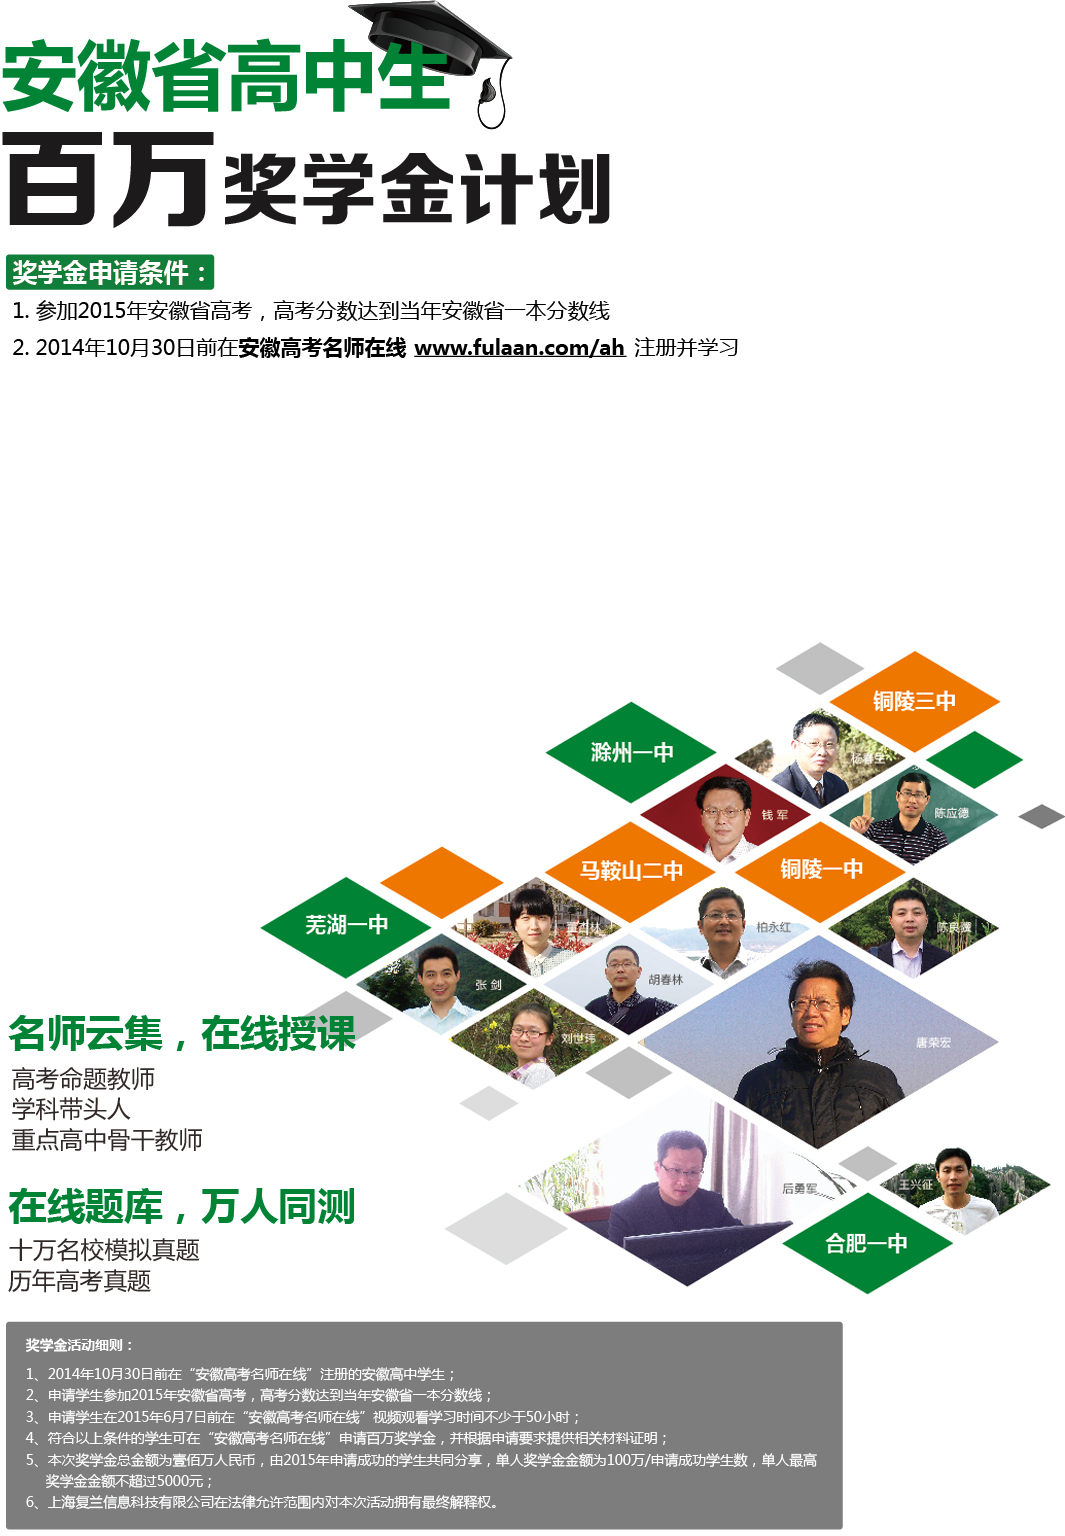 安徽省高中生
百万奖学金计划
奖学金申请条件：
1. 参加2015年安徽省高考，高考分数达到当年安徽省一本分数线
2. 2014年10月30日前在安徽高考名师在线 www.fulaan.com/ah 注册并学习
铜陵三中
滁州一中
钱 军
陈应德
马鞍山二中
铜陵一中
芜湖一中
柏永红
张 剑
胡春林
刘世玮
唐荣宏
名师云集，在线授课
高考命题教师
学科带头人
重点高中骨干教师
后勇军
王兴征
合肥一中
在线题库，万人同测
十万名校模拟真题
历年高考真题
奖学金活动细则：
1、2014年10月30日前在“安徽高考名师在线”注册的安徽高中学生；
2、申请学生参加2015年安徽省高考，高考分数达到当年安徽省一本分数线；
3、申请学生在2015年6月7日前在“安徽高考名师在线”视频观看学习时间不少于50小时；
4、符合以上条件的学生可在“安徽高考名师在线”申请百万奖学金，并根据申请要求提供相关材料证明；
5、本次奖学金总金额为壹佰万人民币，由2015年申请成功的学生共同分享，单人奖学金金额为100万/申请成功学生数，单人最高
奖学金金额不超过5000元；
6、上海复兰信息科技有限公司在法律允许范围内对本次活动拥有最终解释权。